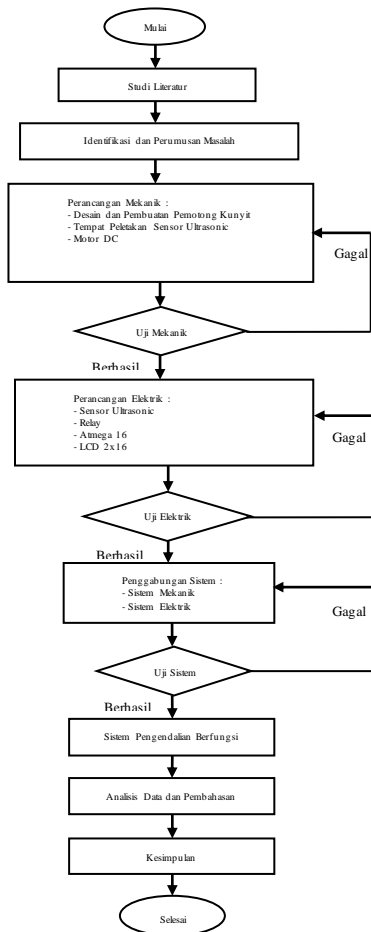 Mulai
Studi Literatur
Identifikasi dan Perumusan Masalah
Perancangan Mekanik :
- Desain dan Pembuatan Pemotong Kunyit
- Tempat Peletakan Sensor Ultrasonic
- Motor DC
Gagal
Uji Mekanik
Berhasil
Perancangan Elektrik :
- Sensor Ultrasonic
- Relay
- Atmega 16
- LCD 2x16
Gagal
Uji Elektrik
Berhasil
Penggabungan Sistem :
- Sistem Mekanik
- Sistem Elektrik
Gagal
Uji Sistem
Berhasil
Sistem Pengendalian Berfungsi
Analisis Data dan Pembahasan
Kesimpulan
Selesai